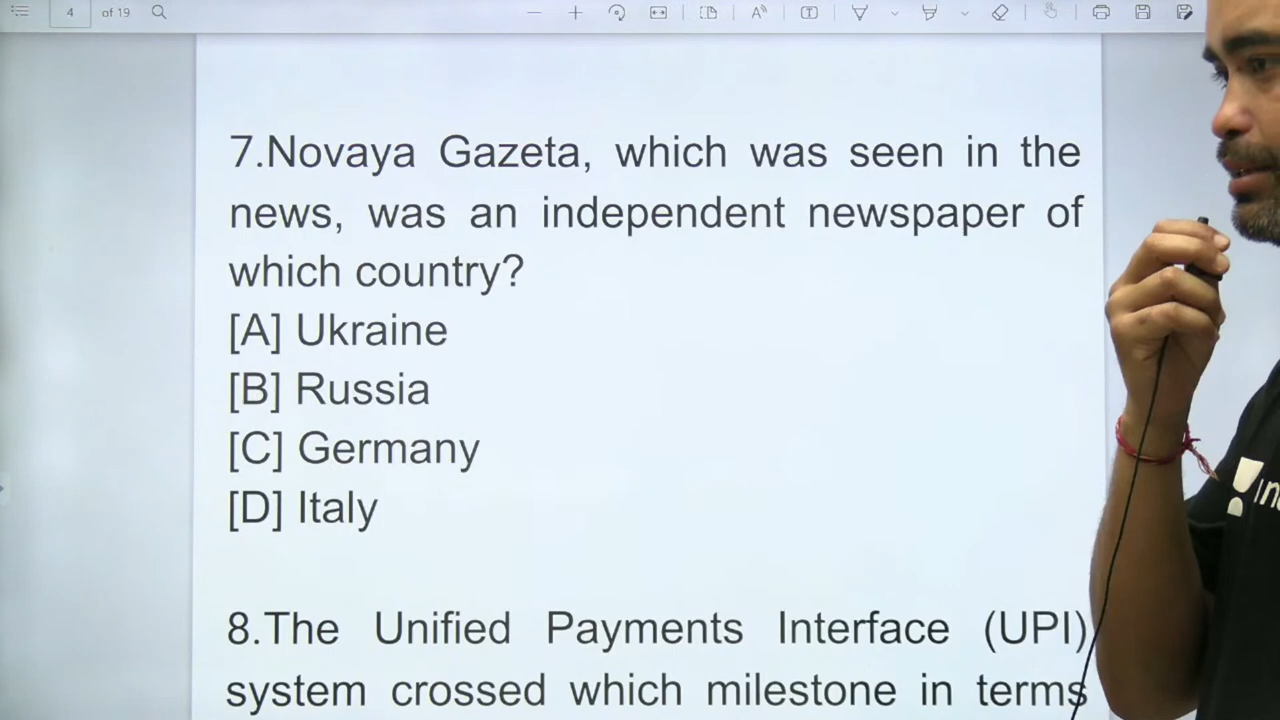 4 of 19
7.Novaya Gazeta, which was seen in the
news, was an independent newspaper of
which country?
[A] Ukraine
[B] Russia
[C] Germany
[D] Italy
8.The Unified Payments Interface (UPI)
system crossed which milestone in terms